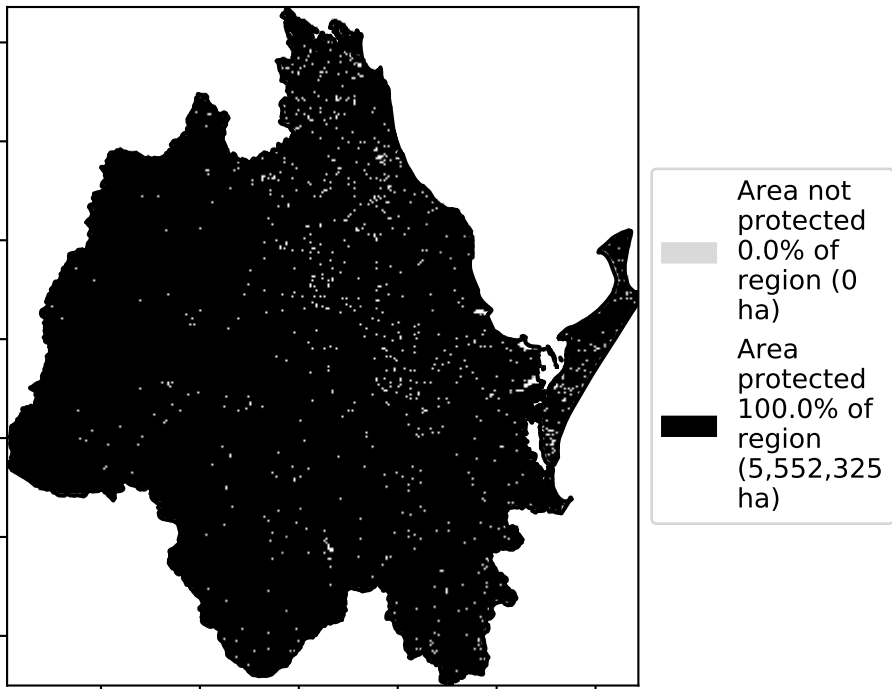 Area not
protected
0.0% of
region (0
ha)
Area
protected
100.0% of
region
(5,552,325
ha)